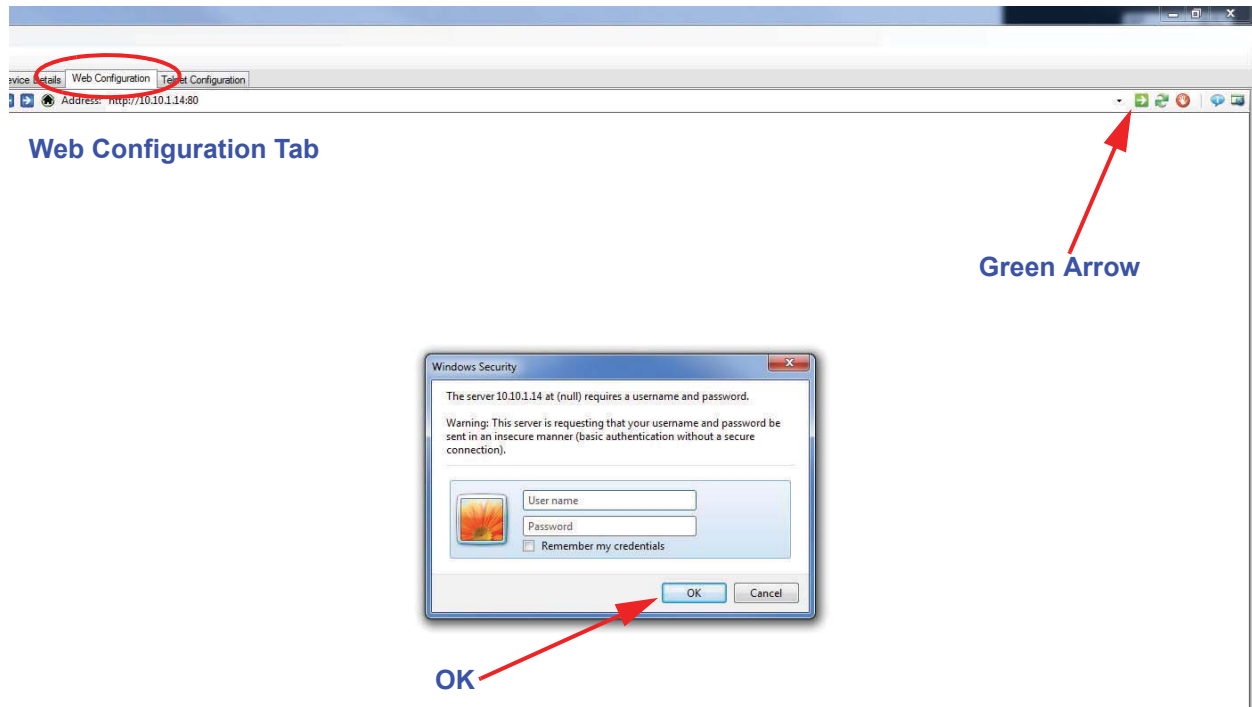 evice Details Web Configuration Telnet Configuration
Address: http://10.10.1.14:80
Web Configuration Tab
Green Arrow
Windows Security
The server 10.10.1.14 at (null) requires a username and password.
Warning: This server is requesting that your username and password be
sent in an insecure manner (basic authentication without a secure
connection).
User name
Password
Remember my credentials
OK Cancel
OK